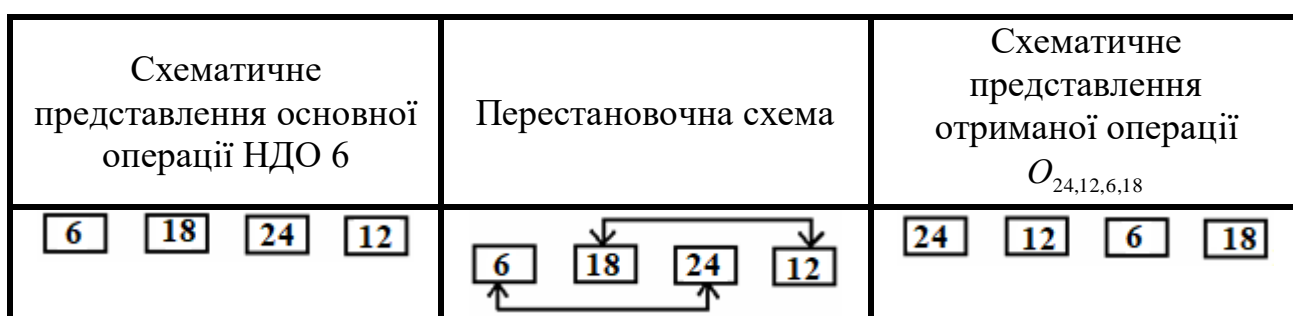 Схематичне
представлення основної
операції НДО 6
Перестановочна схема
Схематичне
представлення
отриманої операції
O24,12,6,18
6 18 24 12
6 18 24 12
24 12 6 18